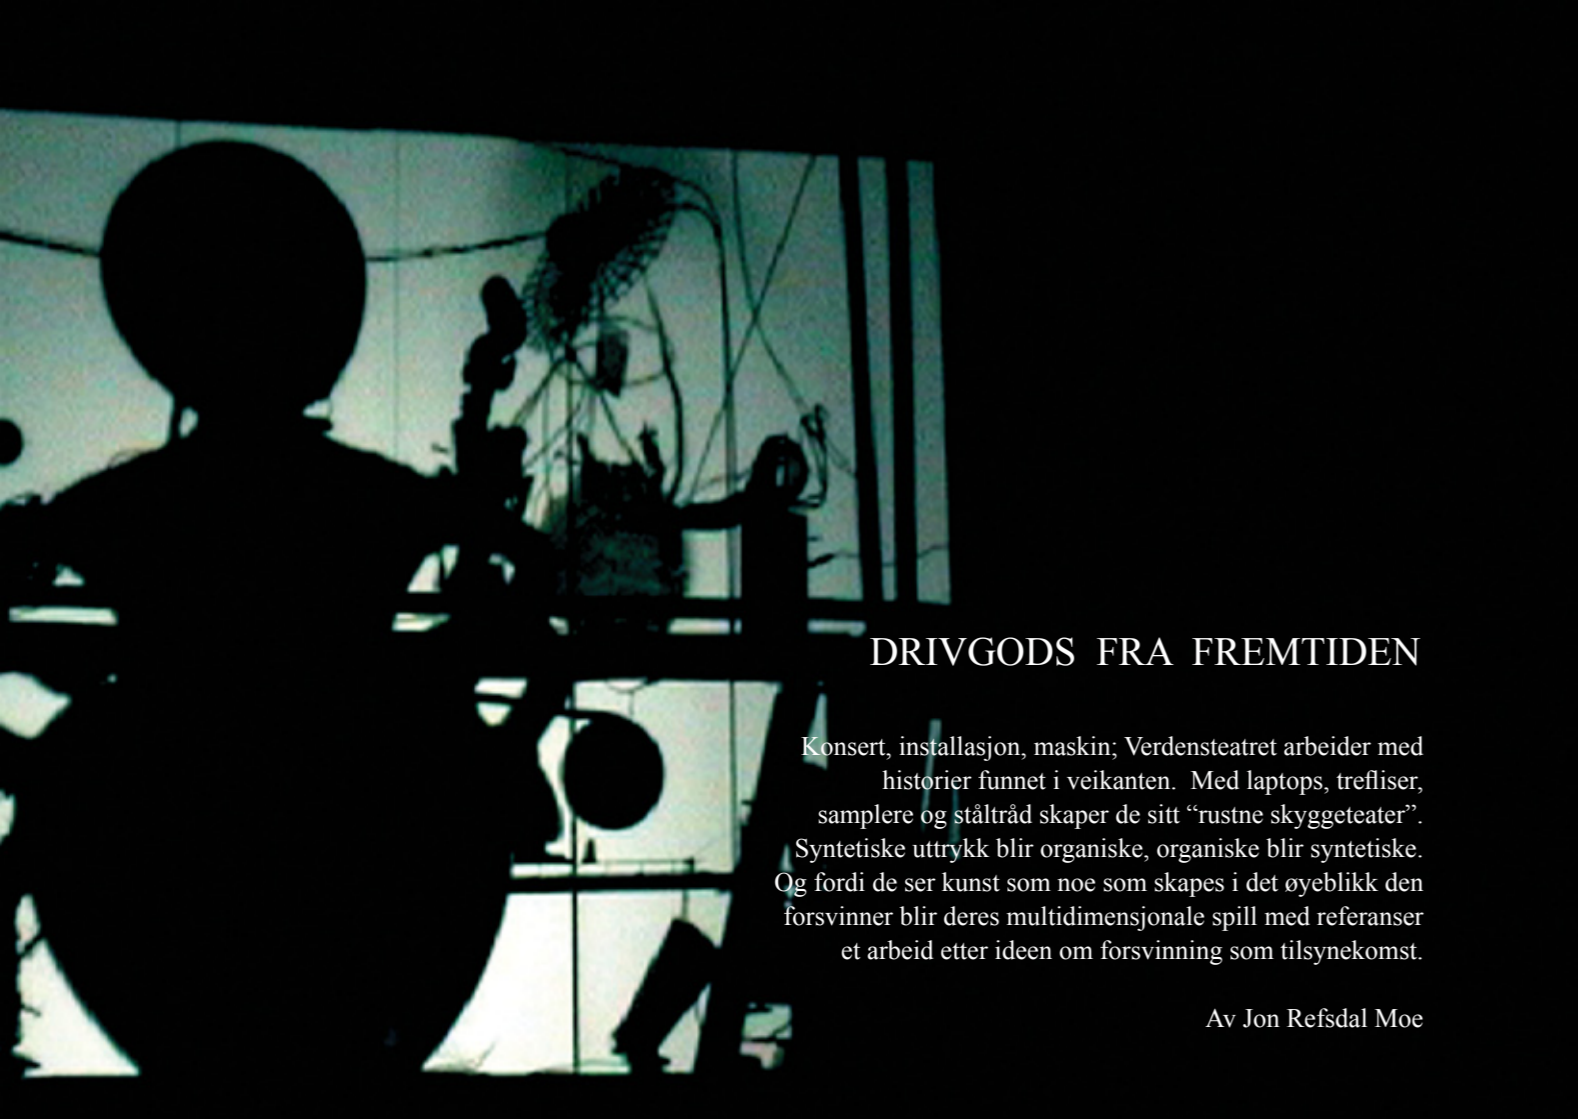 DRIVGODS FRA FREMTIDEN
Konsert, installasjon, maskin; Verdensteatret arbeider med
historier funnet i veikanten. Med laptops, trefliser,
samplere og ståltråd skaper de sitt “rustne skyggeteater”.
Syntetiske uttrykk blir organiske, organiske blir syntetiske.
Og fordi de ser kunst som noe som skapes i det øyeblikk den
forsvinner blir deres multidimensjonale spill med referanser
et arbeid etter ideen om forsvinning som tilsynekomst.
Av Jon Refsdal Moe